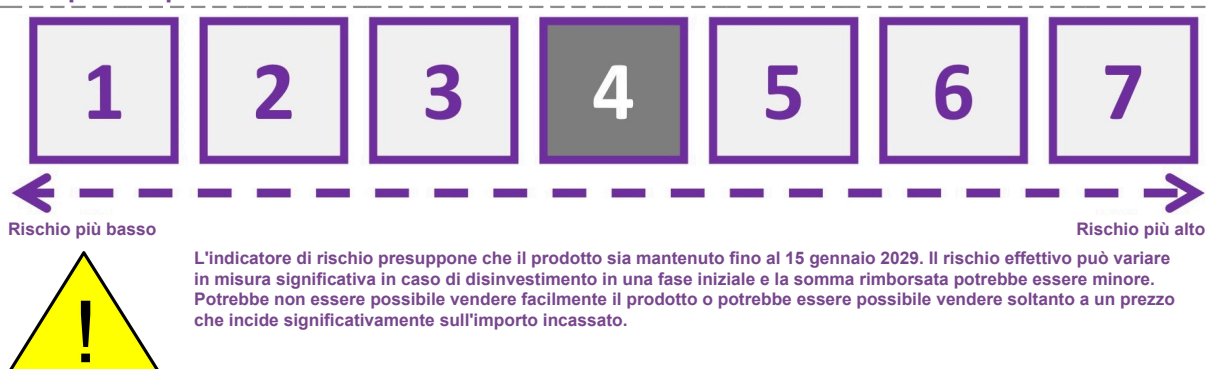 1 2 3 4 5 6 7
Rischio più basso Rischio più alto
L'indicatore di rischio presuppone che il prodotto sia mantenuto fino al 15 gennaio 2029. Il rischio effettivo può variare
in misura significativa in caso di disinvestimento in una fase iniziale e la somma rimborsata potrebbe essere minore.
Potrebbe non essere possibile vendere facilmente il prodotto o potrebbe essere possibile vendere soltanto a un prezzo
che incide significativamente sull'importo incassato.
!